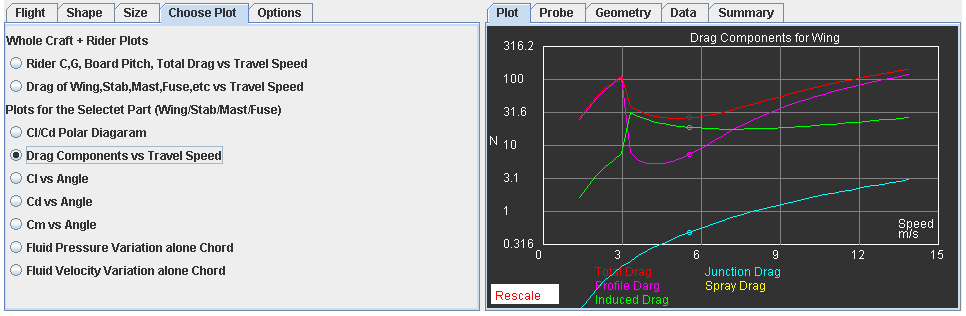 Flight Shape Size Choose Plot Options
Whole Craft + Rider Plots
Rider C,G, Board Pitch, Total Drag vs Travel Speed
Drag of Wing,Stab,Mast,Fuse,etc vs Travel Speed
Plots for the Selectet Part (Wing/Stab/Mast/Fuse)
Cl/Cd Polar Diagaram
Drag Components vs Travel Speed
Cl vs Angle
Cd vs Angle
Cm vs Angle
Fluid Pressure Variation alone Chord
Fluid Velocity Variation alone Chord
Plot Probe Geometry Data Summary
Drag Components for Wing
316.2
100
31.6
N 10
3.1
1
0.316
Speed
m/s
0 3 6 9 12 15
Total Drag Junction Drag
Profile Darg Spray Drag
Induced Drag
Rescale